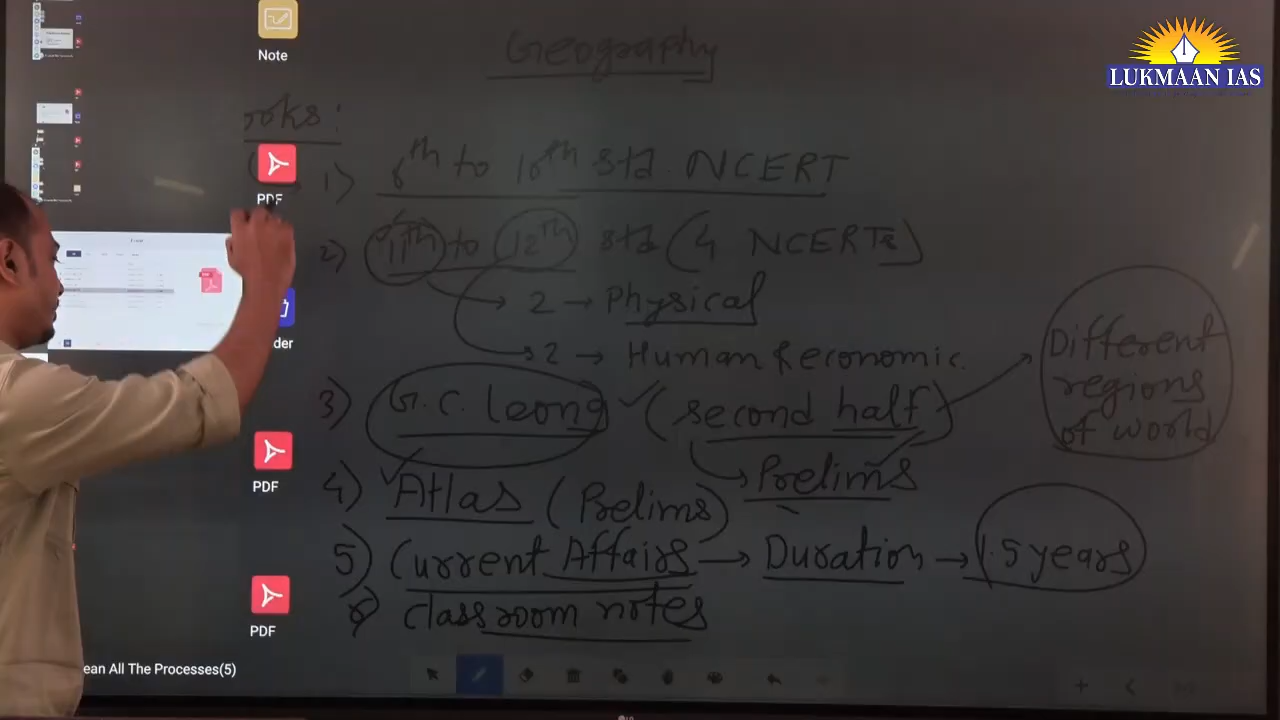 Note
LUKMAAN IAS
Geography
ooks:
PDF
1) 6th to 10th std. NCERT
2) 11th to 12th std (4 NCERTs)
→ 2 → Physical
→ 2 → Human & economic.
der
3) G.C. Leong ✓ (second half) → Different regions of world
→ Prelims
4) Atlas (Prelims)
PDF
5) Current Affairs → Duration → 1.5 years
6) classroom notes
PDF
ean All The Processes(5)